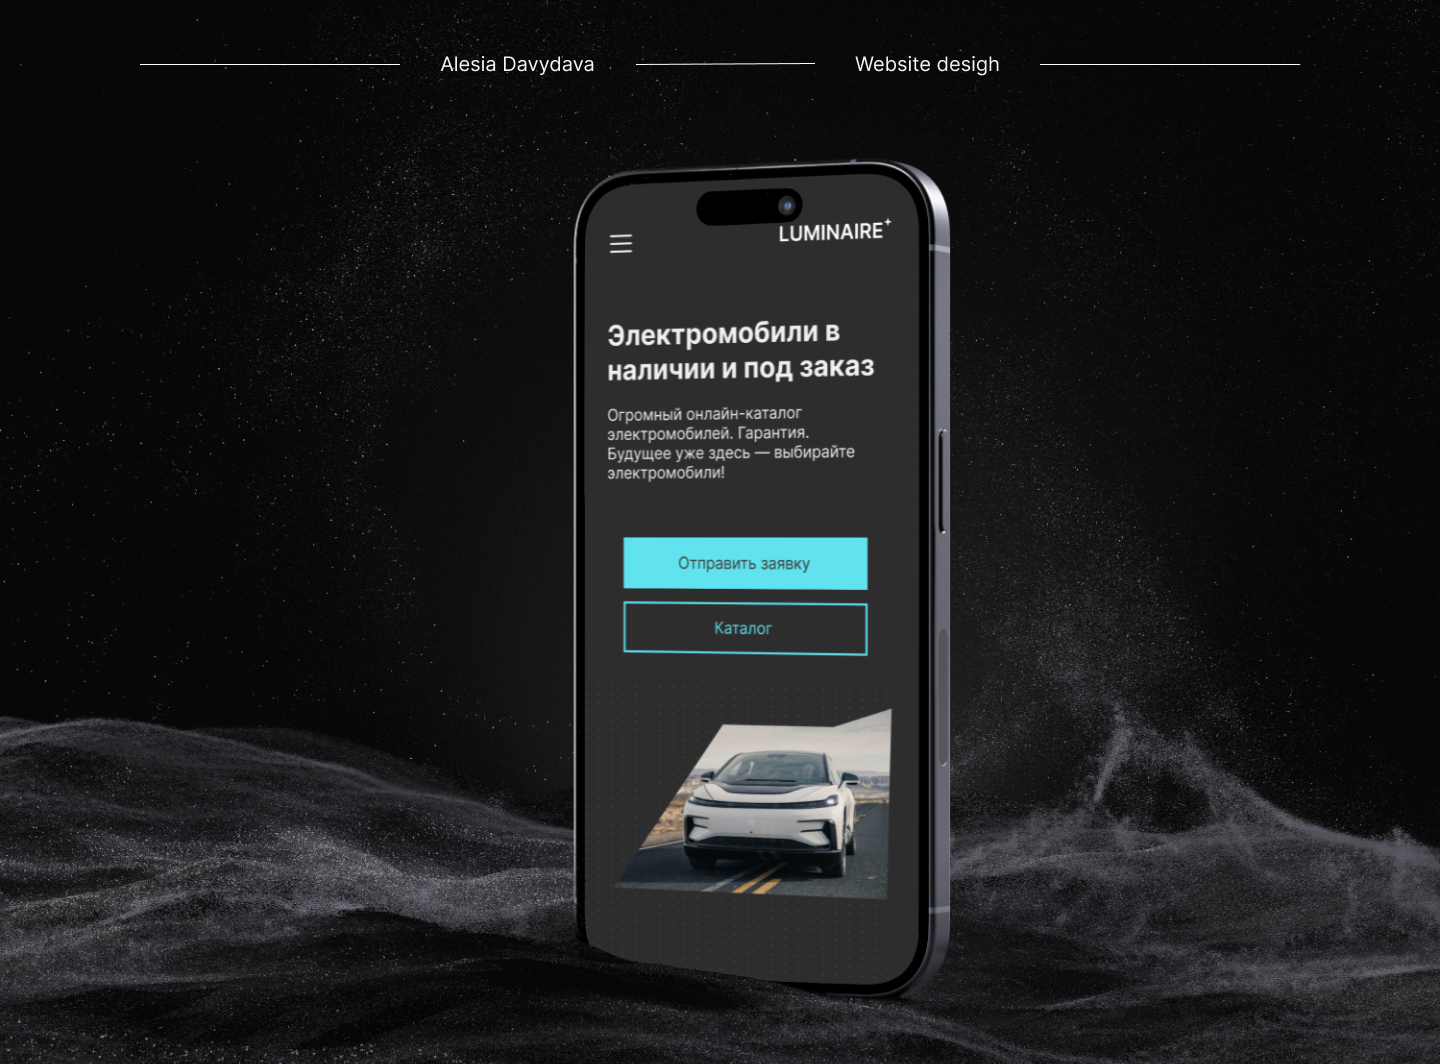 Alesia Davydava
Website desigh
LUMINAIRE+
Электромобили в
наличии и под заказ
Огромный онлайн-каталог
электромобилей. Гарантия.
Будущее уже здесь — выбирайте
электромобили!
Отправить заявку
Каталог